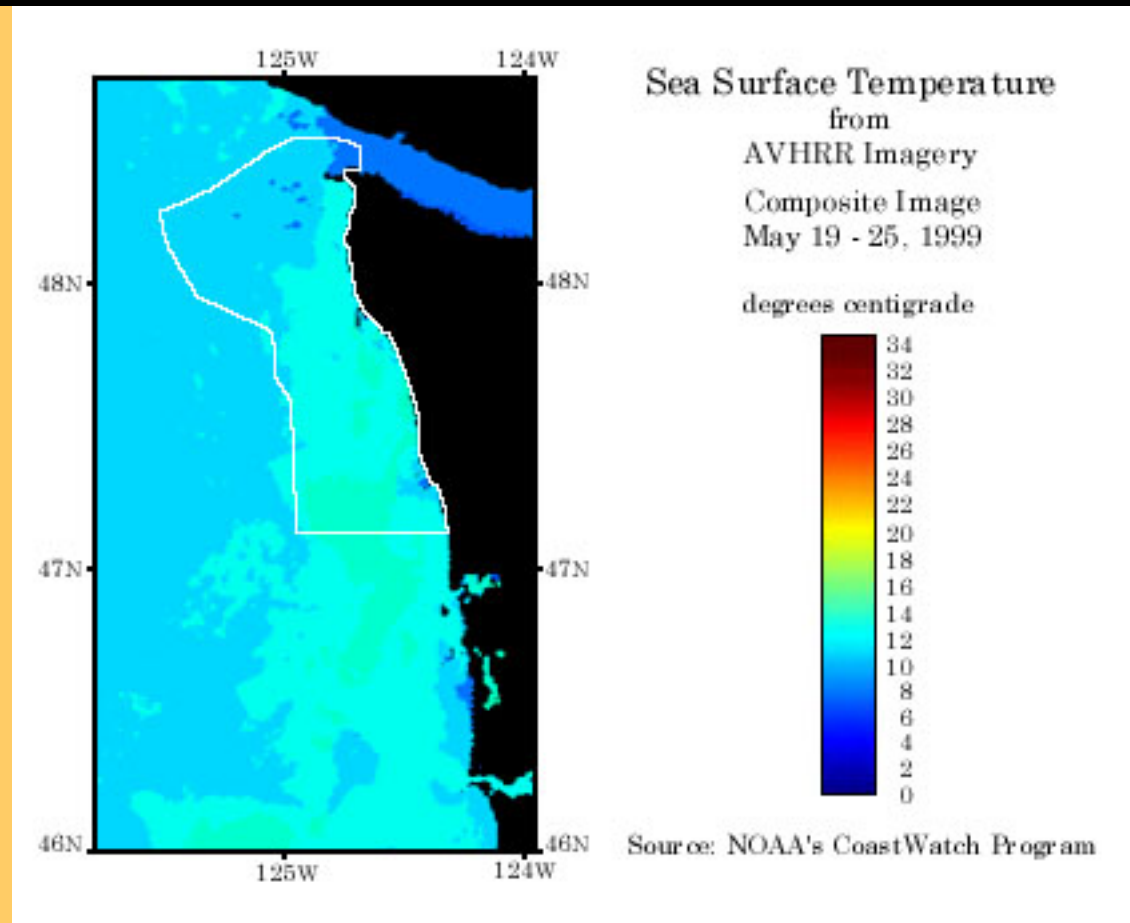 125W 124W
Sea Surface Temperature
from
AVHRR Imagery
Composite Image
May 19 - 25, 1999
48N 48N
degrees centigrade
34
32
30
28
26
24
22
20
18
16
14
12
10
8
6
4
2
0
47N 47N
46N 46N
125W 124W
Source: NOAA's CoastWatch Program